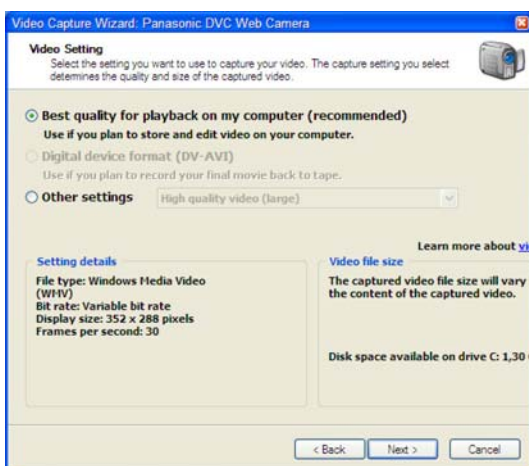 Video Capture Wizard: Panasonic DVC Web Camera
Video Setting
Select the setting you want to use to capture your video. The capture setting you select
determines the quality and size of the captured video.
Best quality for playback on my computer (recommended)
Use if you plan to store and edit video on your computer.
Digital device format (DV-AVI)
Use if you plan to record your final movie back to tape.
Other settings
High quality video (large)
Learn more about vi
Setting details
File type: Windows Media Video
(WMV)
Bit rate: Variable bit rate
Display size: 352 x 288 pixels
Frames per second: 30
Video file size
The captured video file size will vary
the content of the captured video.
Disk space available on drive C: 1,30
< Back
Next >
Cancel